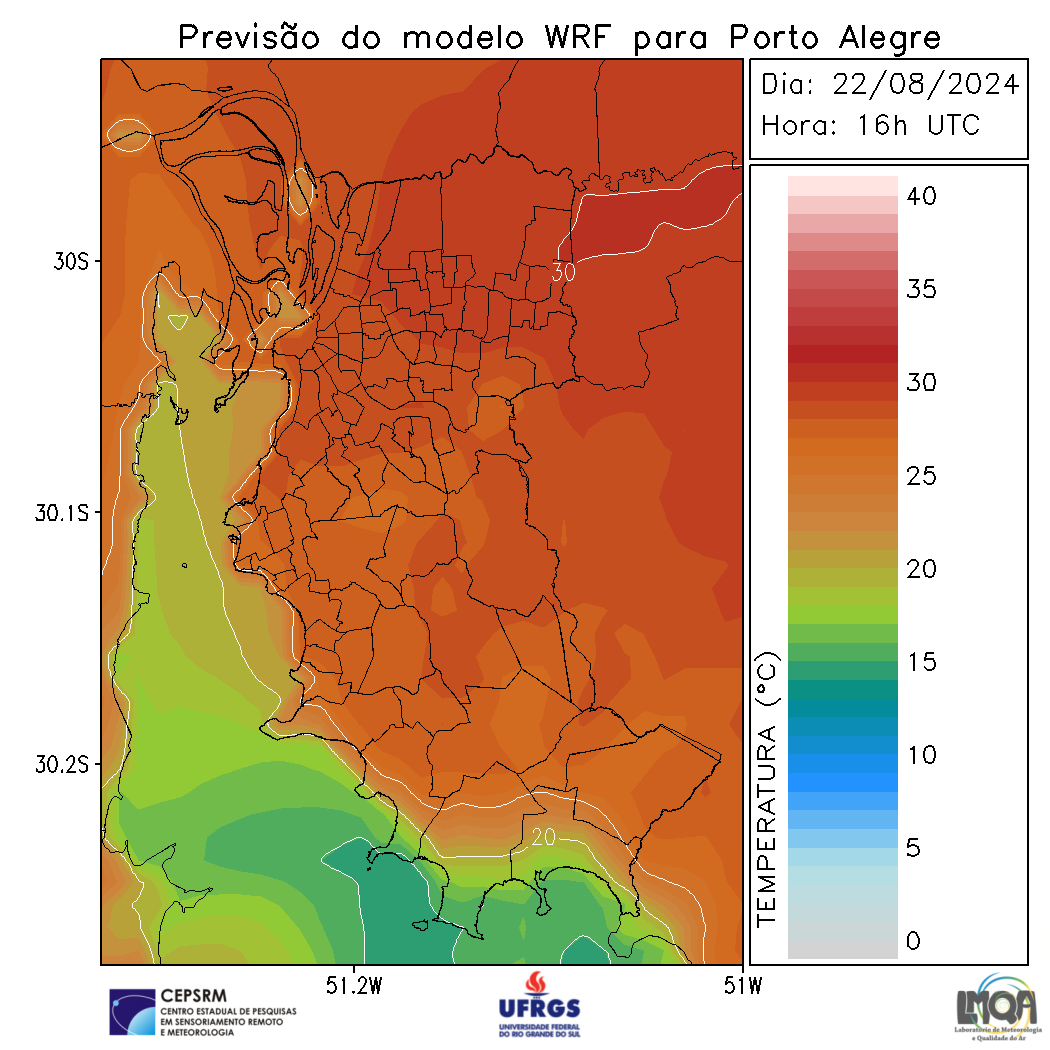 Previsão do modelo WRF para Porto Alegre
Dia: 22/08/2024
Hora: 16h UTC
40
35
30
25
20
15
10
5
0
TEMPERATURA (°C)
30S
30.1S
30.2S
30
20
51.2W
51W
CEPSRM
CENTRO ESTADUAL DE PESQUISAS
EM SENSORIAMENTO REMOTO
E METEOROLOGIA
UFRGS
UNIVERSIDADE FEDERAL
DO RIO GRANDE DO SUL
LMQA
Laboratório de Meteorologia
e Qualidade do Ar